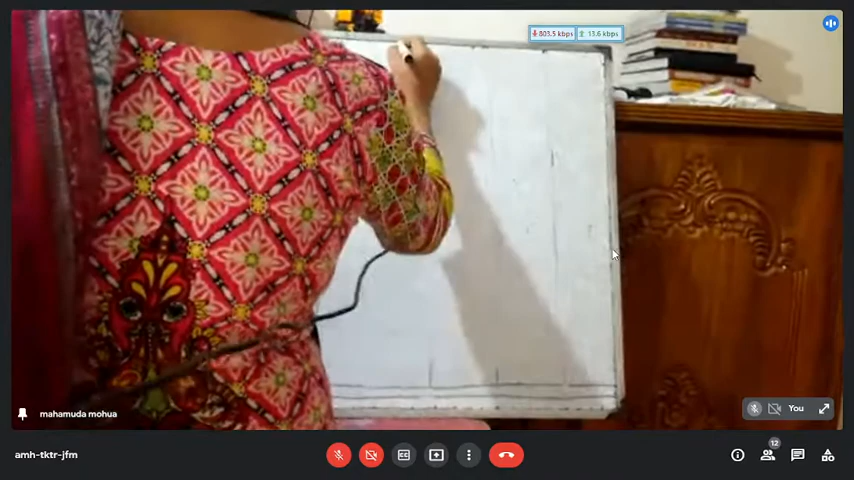 803.5 kbps 13.6 kbps
mahamuda mohua
You
amh-tktr-jfm
12